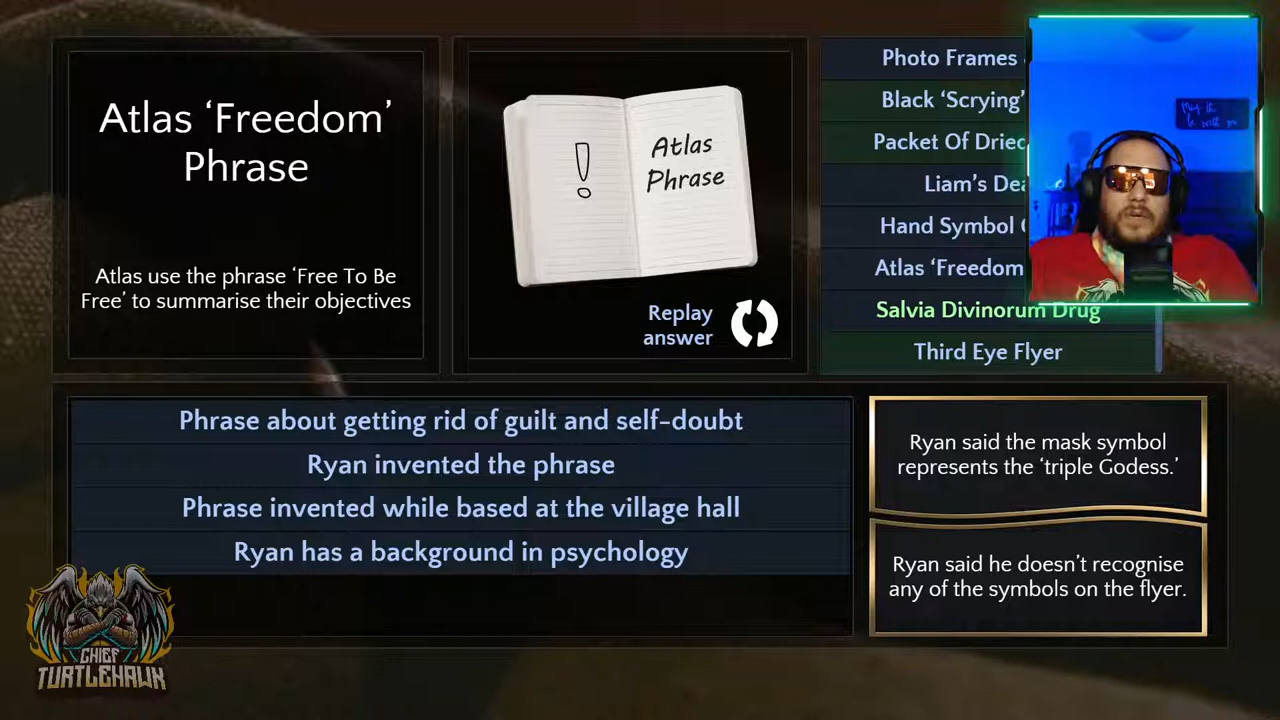 Atlas ‘Freedom’
Phrase
Atlas use the phrase ‘Free To Be
Free’ to summarise their objectives
!
Atlas
Phrase
Replay
answer
Photo Frames
Black ‘Scrying’
Packet Of Dried
Liam’s
Hand Symbol
Atlas ‘Freedom
Salvia Divinorum Drug
Third Eye Flyer
Phrase about getting rid of guilt and self-doubt
Ryan invented the phrase
Phrase invented while based at the village hall
Ryan has a background in psychology
Ryan said the mask symbol
represents the ‘triple Godess.’
Ryan said he doesn’t recognise
any of the symbols on the flyer.
CHIEF
TURTLEHAWK